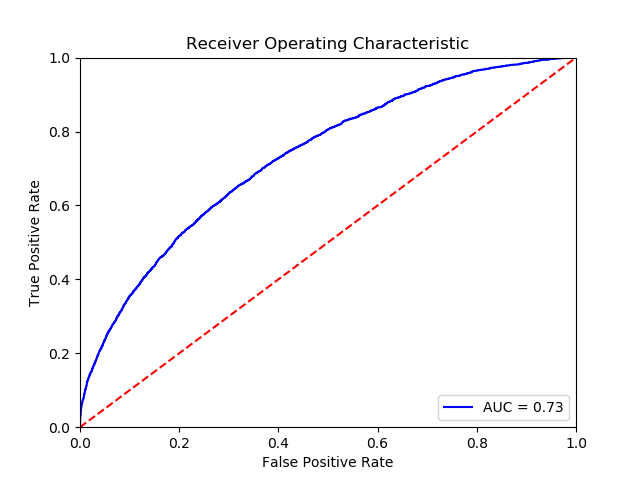 Receiver Operating Characteristic
True Positive Rate
1.0
0.8
0.6
0.4
0.2
0.0
AUC = 0.73
0.0 0.2 0.4 0.6 0.8 1.0
False Positive Rate